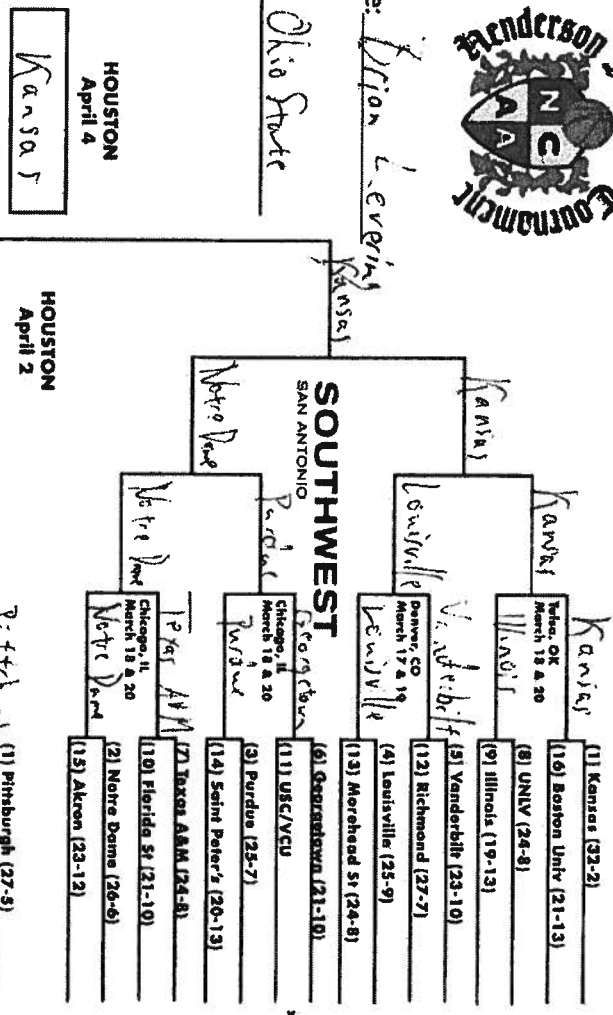 Henderson
NCAA
Tournament
Brian Levering
Ohio State
HOUSTON
April 4
Kansas
HOUSTON
April 2
Kansas
SOUTHWEST
SAN ANTONIO
Kansas
Notre Dame
Kansas
Louisville
Purdue
Notre Dame
Kansas
Tulsa, OK
March 18 & 20
Illinois
Vanderbilt
Denver, CO
March 17 & 19
Louisville
Georgetown
Chicago, IL
March 18 & 20
Purdue
Texas A&M
Chicago, IL
March 18 & 20
Notre Dame
(1) Kansas (32-2)
(16) Boston Univ (21-13)
(8) UNLV (24-8)
(9) Illinois (19-13)
(5) Vanderbilt (23-10)
(12) Richmond (27-7)
(4) Louisville (25-9)
(13) Morehead St (24-8)
(6) Georgetown (21-10)
(11) USC/VCU
(3) Purdue (25-7)
(14) Saint Peter's (20-13)
(7) Texas A&M (24-8)
(10) Florida St (21-10)
(2) Notre Dame (26-6)
(15) Akron (23-12)
(1) Pittsburgh (27-5)